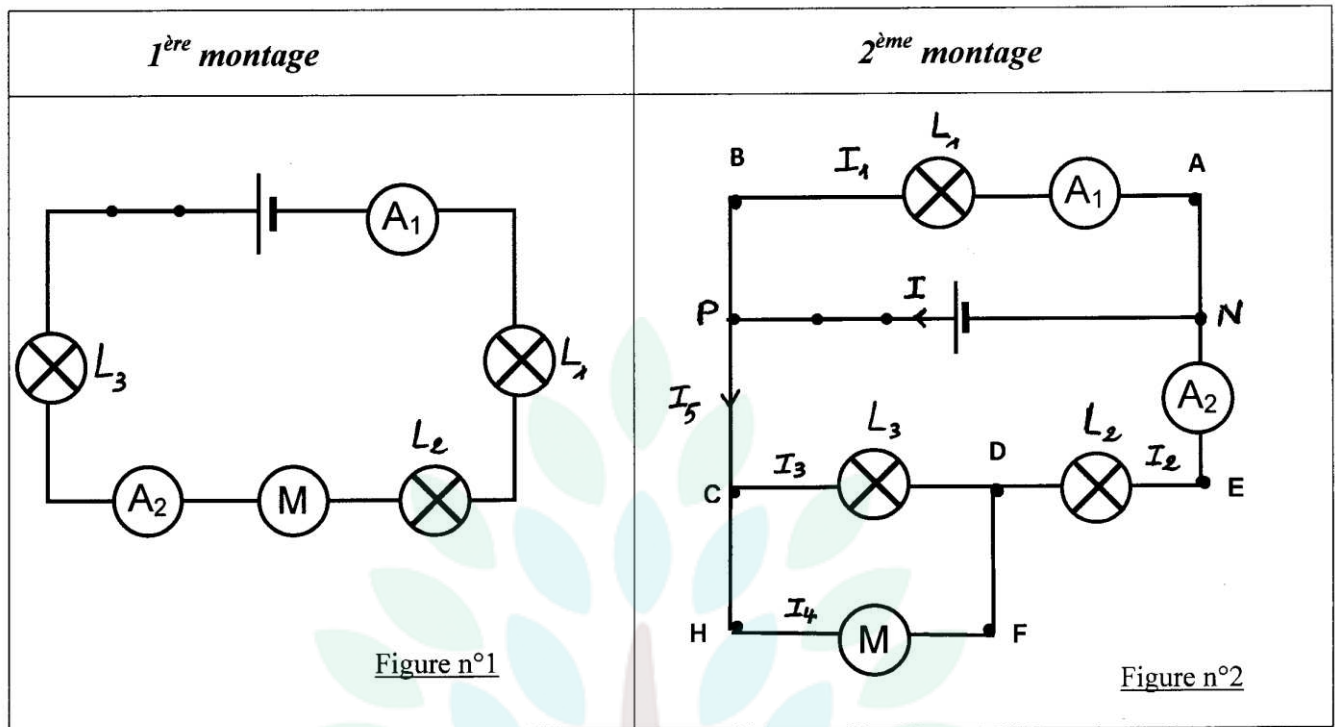 1ère montage
2ème montage
A1
L3
L1
L2
A2
M
Figure n°1
B
I1
L1
A1
A
P
I
N
I5
A2
L3
D
L2
C
I3
I2
E
H
I4
M
F
Figure n°2